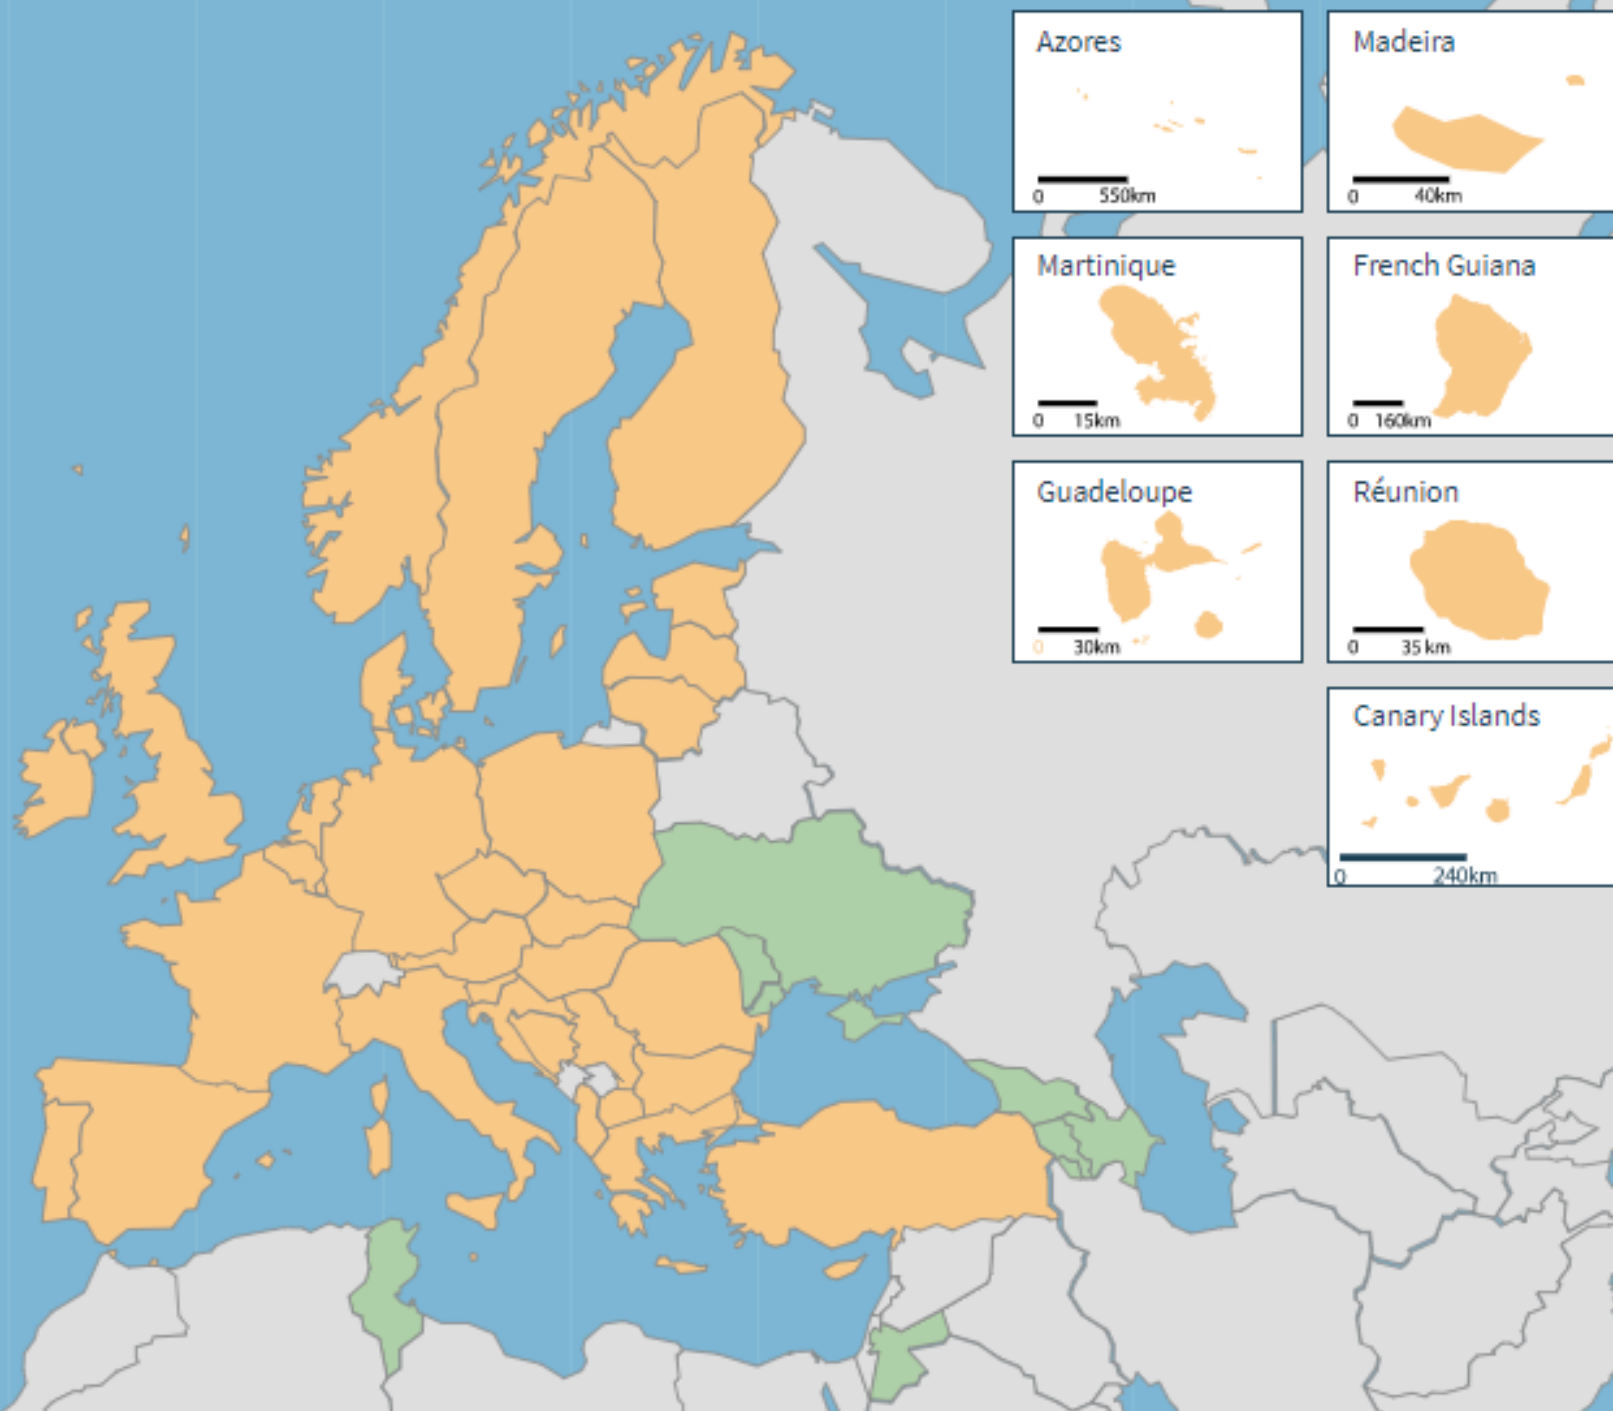 Azores
0 550km
Madeira
0 40km
Martinique
0 15km
French Guiana
0 160km
Guadeloupe
0 30km
Réunion
0 35 km
Canary Islands
0 240km